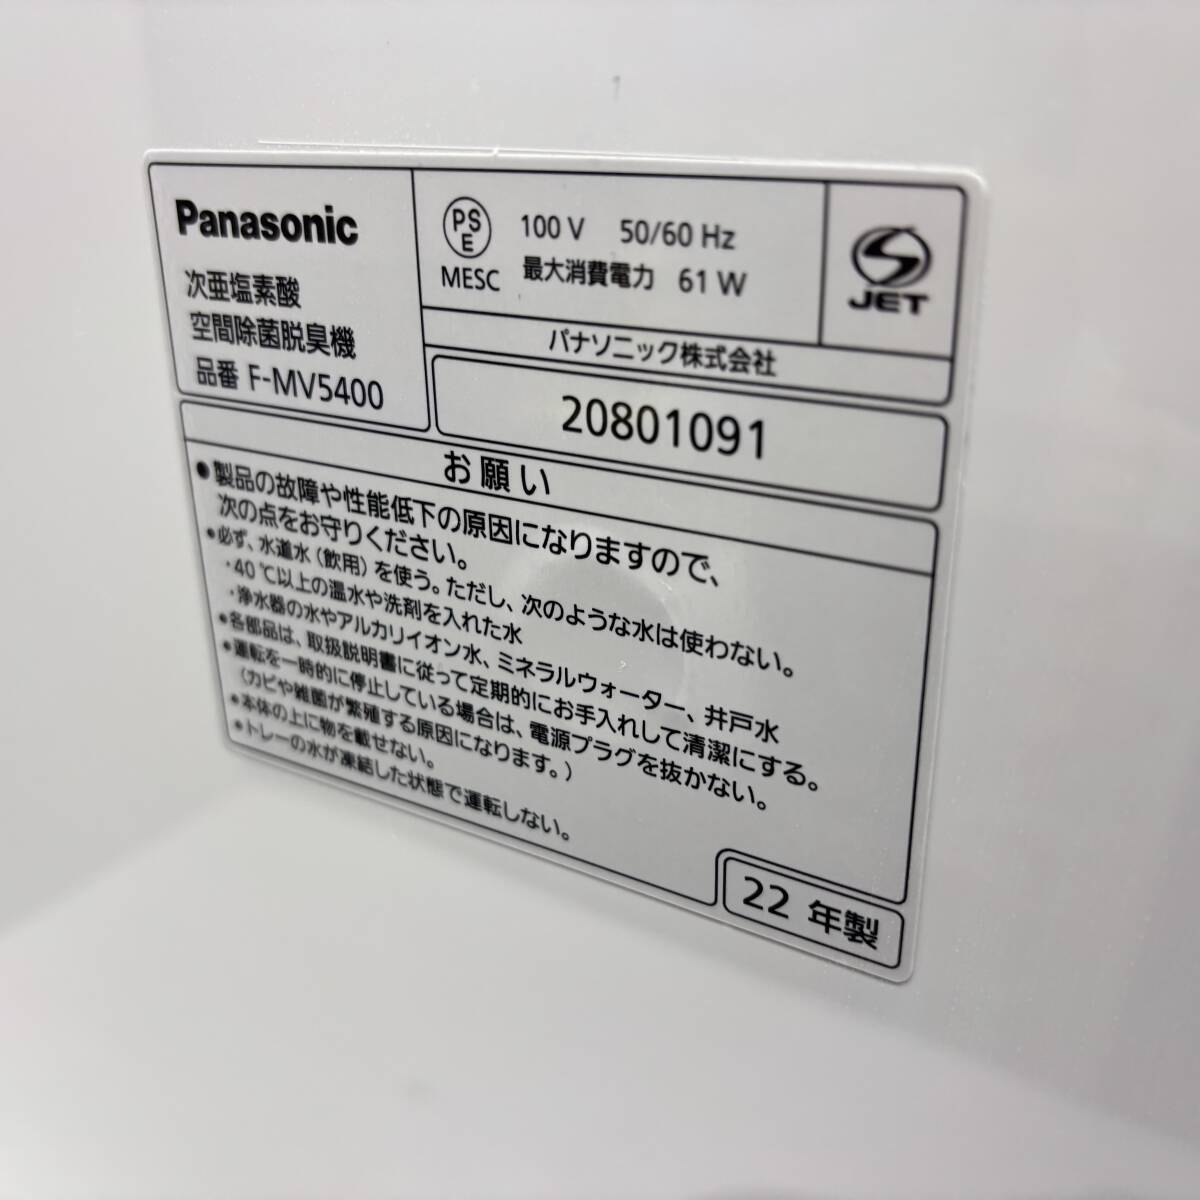 Panasonic
次亜塩素酸
空間除菌脱臭機
品番 F-MV5400
PS
E
MESC
100 V 50/60 Hz
最大消費電力 61 W
JET
パナソニック株式会社
20801091
お願い
●製品の故障や性能低下の原因になりますので、
次の点をお守りください。
●必ず、水道水（飲用）を使う。ただし、次のような水は使わない。
・40℃以上の温水や洗剤を入れた水
・浄水器の水やアルカリイオン水、ミネラルウォーター、井戸水
●各部品は、取扱説明書に従って定期的にお手入れして清潔にする。
●運転を一時的に停止している場合は、電源プラグを抜かない。
（カビや雑菌が繁殖する原因になります。）
●本体の上に物を載せない。
●トレーの水が凍結した状態で運転しない。
22 年製